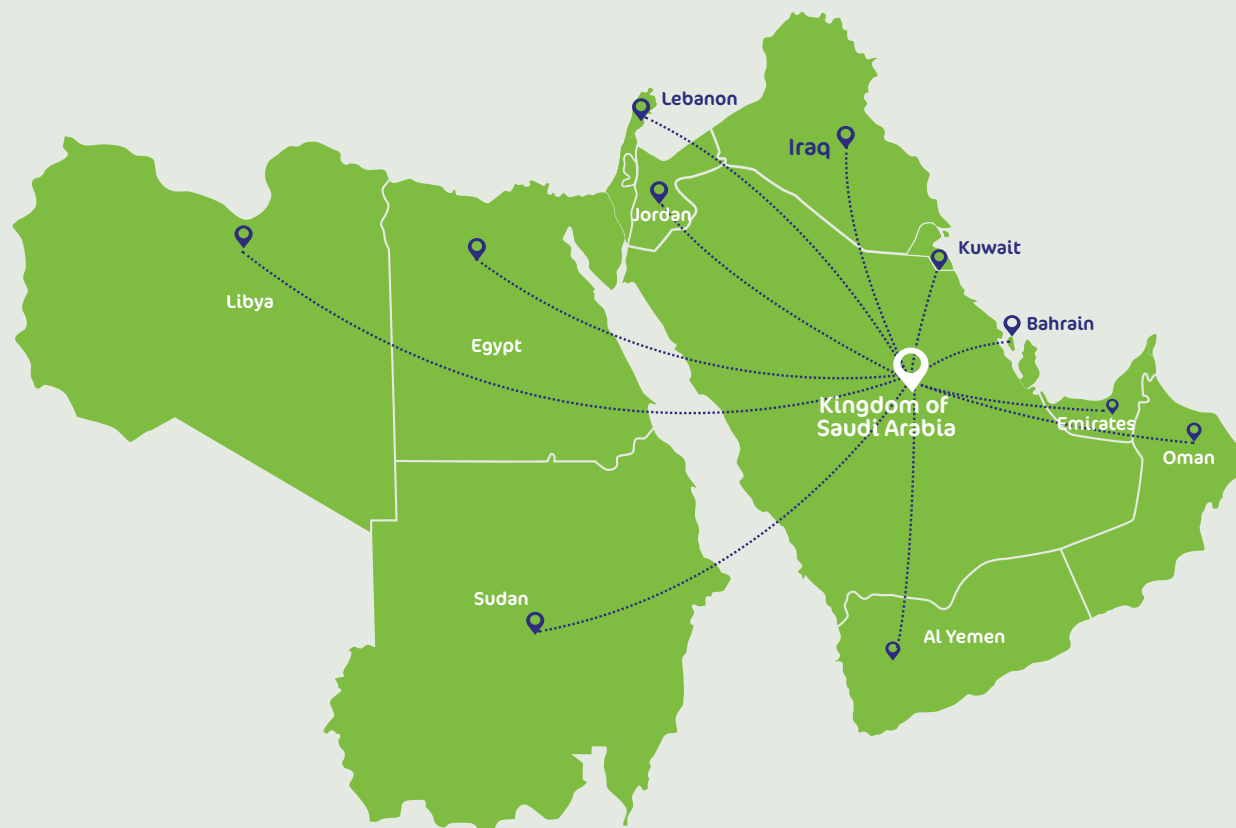 Lebanon
Iraq
Jordan
Kuwait
Libya
Bahrain
Egypt
Kingdom of
Saudi Arabia
Emirates
Oman
Sudan
Al Yemen